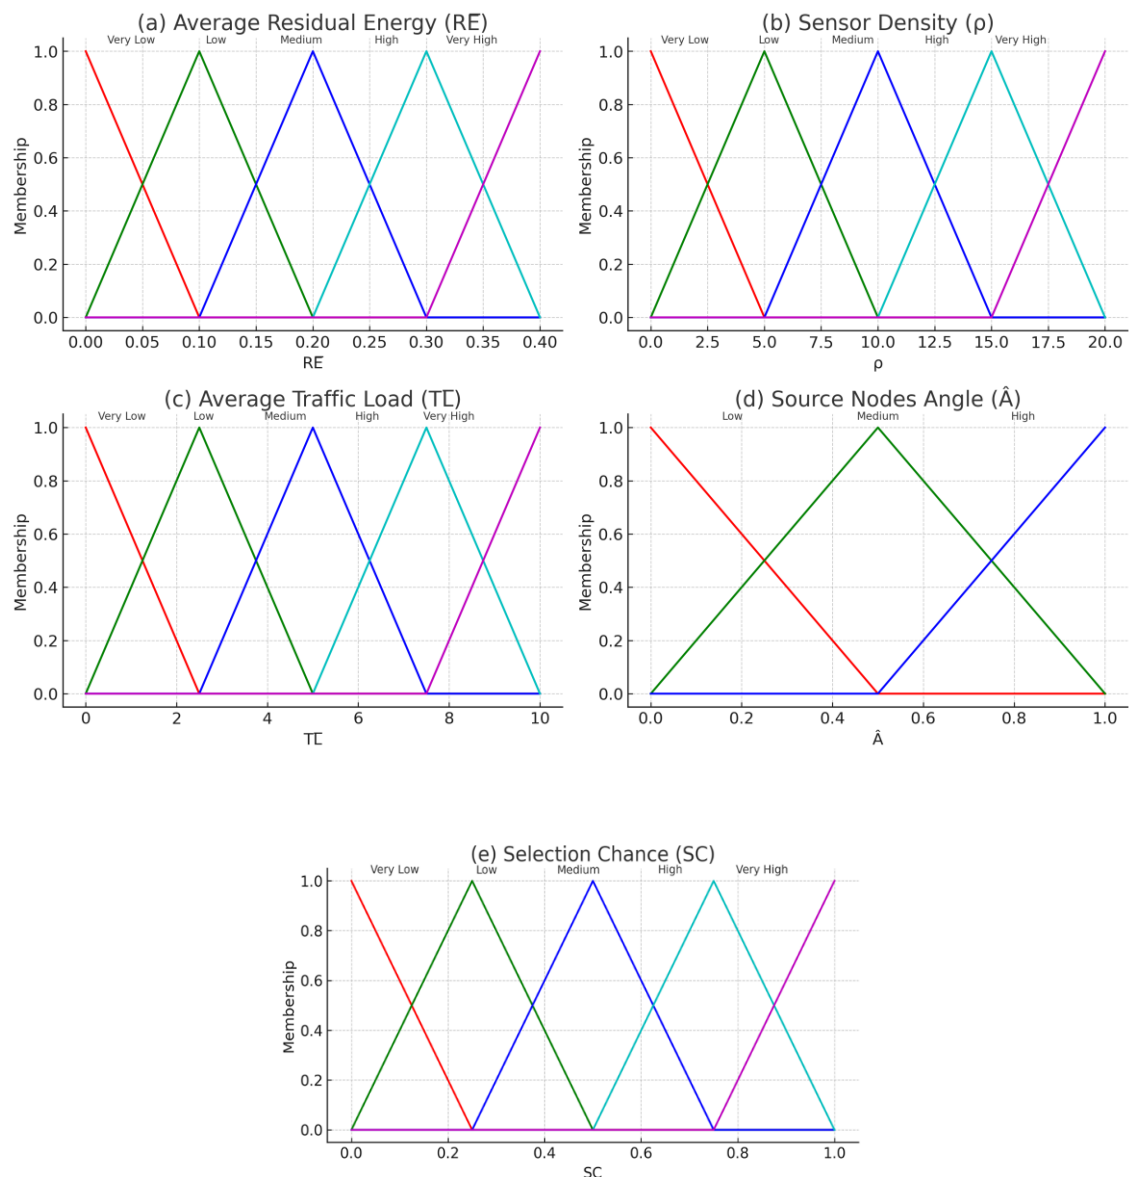 (a) Average Residual Energy (RE̅)
Very Low Low Medium High Very High
1.0
0.8
0.6
0.4
0.2
0.0
Membership
0.00 0.05 0.10 0.15 0.20 0.25 0.30 0.35 0.40
RE̅
(b) Sensor Density (ρ)
Very Low Low Medium High Very High
1.0
0.8
0.6
0.4
0.2
0.0
Membership
0.0 2.5 5.0 7.5 10.0 12.5 15.0 17.5 20.0
ρ
(c) Average Traffic Load (TL̅)
Very Low Low Medium High Very High
1.0
0.8
0.6
0.4
0.2
0.0
Membership
0 2 4 6 8 10
TL̅
(d) Source Nodes Angle (Â)
Low Medium High
1.0
0.8
0.6
0.4
0.2
0.0
Membership
0.0 0.2 0.4 0.6 0.8 1.0
Â
(e) Selection Chance (SC)
Very Low Low Medium High Very High
1.0
0.8
0.6
0.4
0.2
0.0
Membership
0.0 0.2 0.4 0.6 0.8 1.0
SC